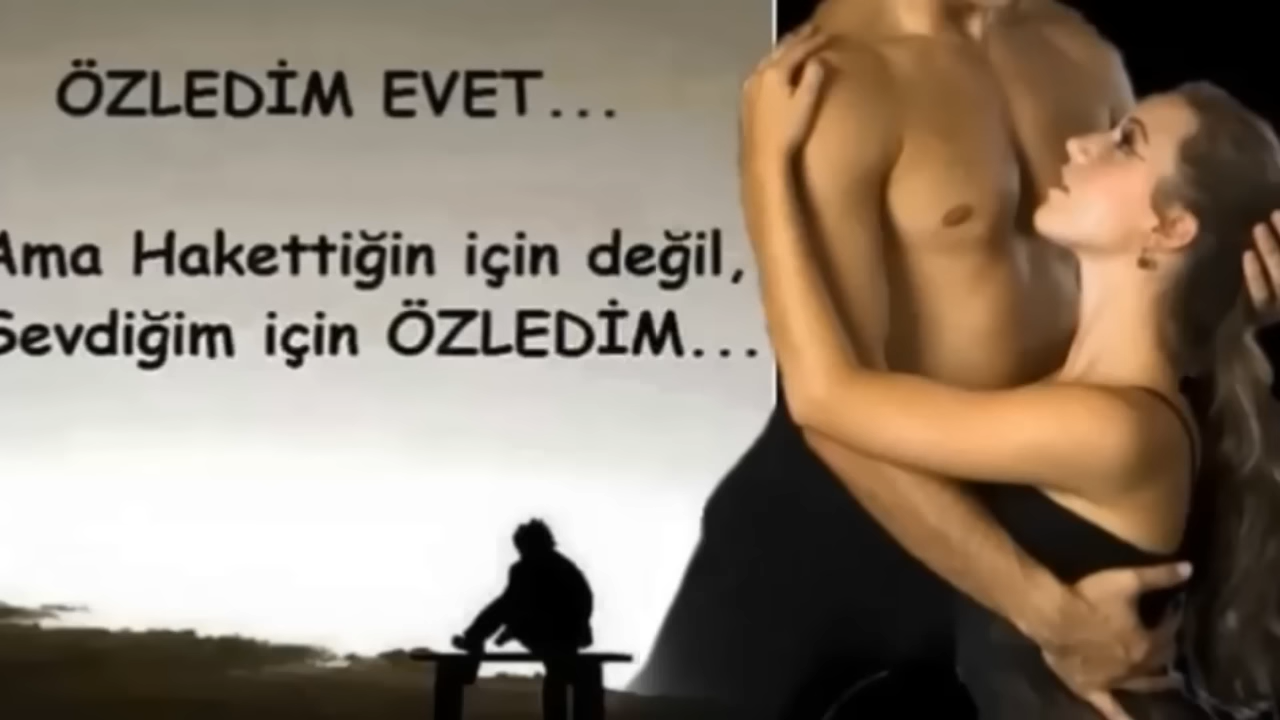 ÖZLEDİM EVET...
Ama Hakettiğin için değil,
Sevdiğim için ÖZLEDİM...